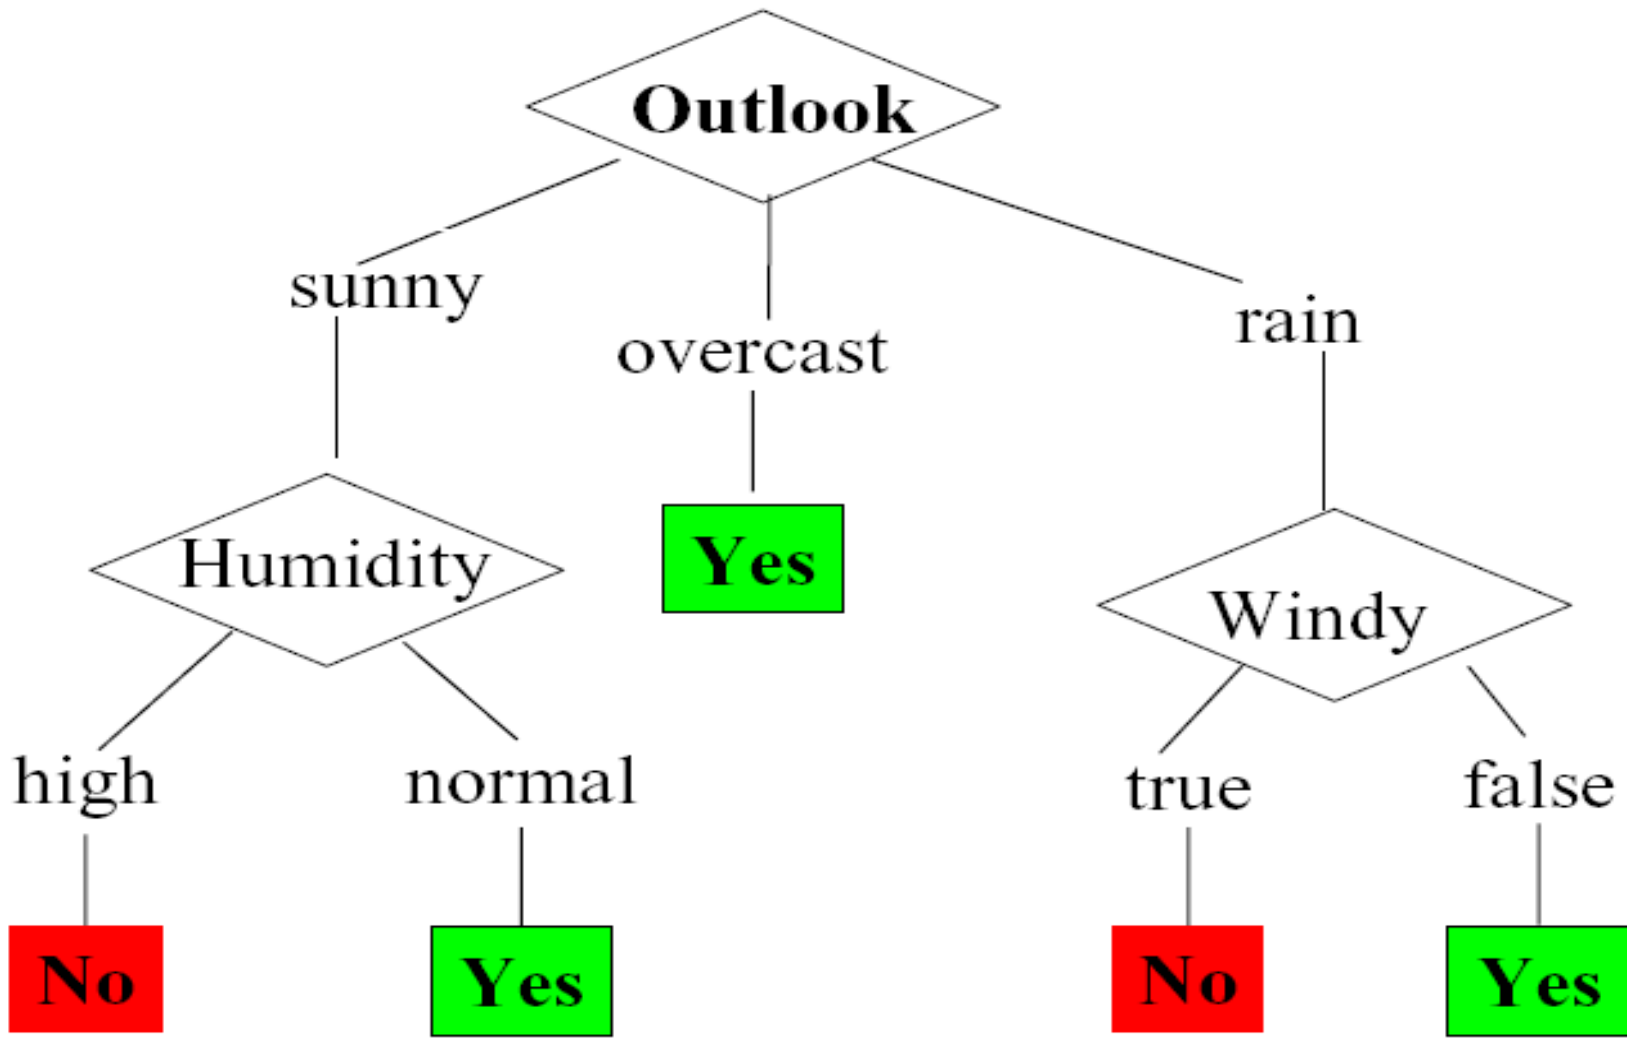 Outlook
sunny
overcast
rain
Humidity
Yes
Windy
high
normal
true
false
No
Yes
No
Yes